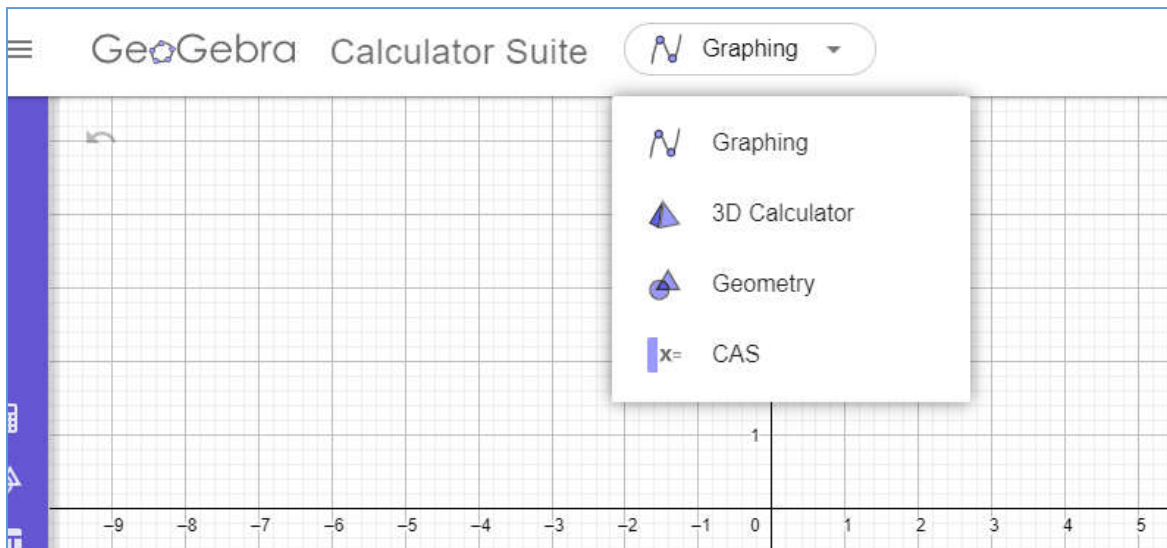 GeoGebra Calculator Suite Graphing
Graphing
3D Calculator
Geometry
x= CAS
1
–9 –8 –7 –6 –5 –4 –3 –2 –1 0 1 2 3 4 5